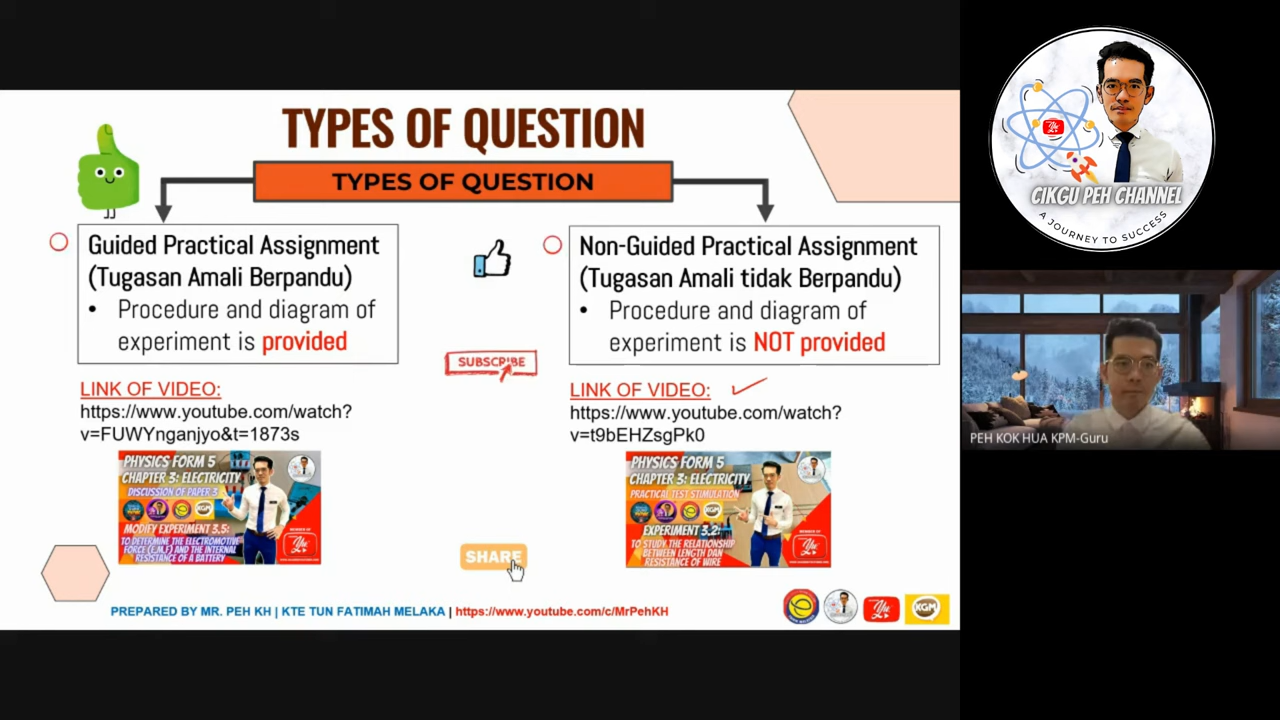 TYPES OF QUESTION
TYPES OF QUESTION
Guided Practical Assignment
(Tugasan Amali Berpandu)
• Procedure and diagram of
experiment is provided
LINK OF VIDEO:
https://www.youtube.com/watch?
v=FUWYnganjyo&t=1873s
PHYSICS FORM 5
CHAPTER 3: ELECTRICITY
DISCUSSION OF PAPER 3
KGM
MODIFY EXPERIMENT 3.5:
TO DETERMINE THE ELECTROMOTIVE
FORCE (E.M.F) AND THE INTERNAL
RESISTANCE OF A BATTERY
SUBSCRIBE
SHARE
Non-Guided Practical Assignment
(Tugasan Amali tidak Berpandu)
• Procedure and diagram of
experiment is NOT provided
LINK OF VIDEO:
https://www.youtube.com/watch?
v=t9bEHZsgPk0
PHYSICS FORM 5
CHAPTER 3: ELECTRICITY
PRACTICAL TEST STIMULATION
KGM
EXPERIMENT 3.2:
TO STUDY THE RELATIONSHIP
BETWEEN LENGTH DAN
RESISTANCE OF WIRE
PREPARED BY MR. PEH KH | KTE TUN FATIMAH MELAKA | https://www.youtube.com/c/MrPehKH
KGM
CIKGU PEH CHANNEL
A JOURNEY TO SUCCESS
PEH KOK HUA KPM-Guru